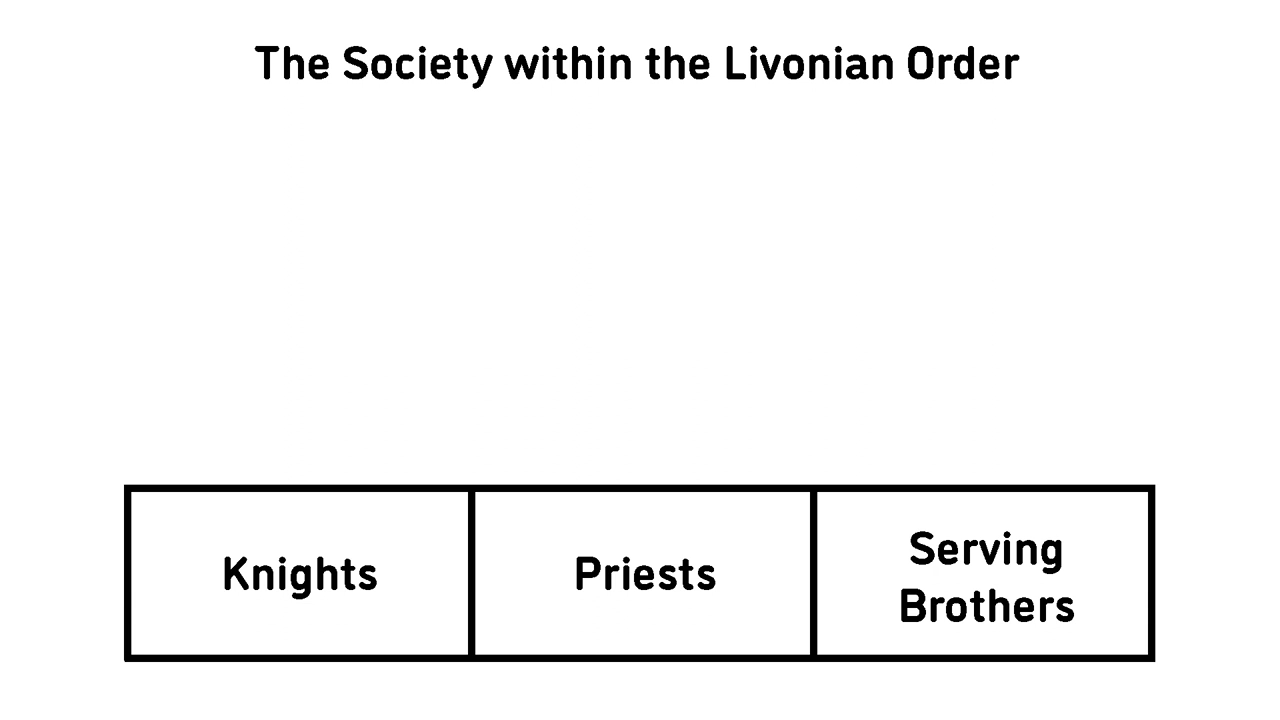 The Society within the Livonian Order
Knights
Priests
Serving
Brothers